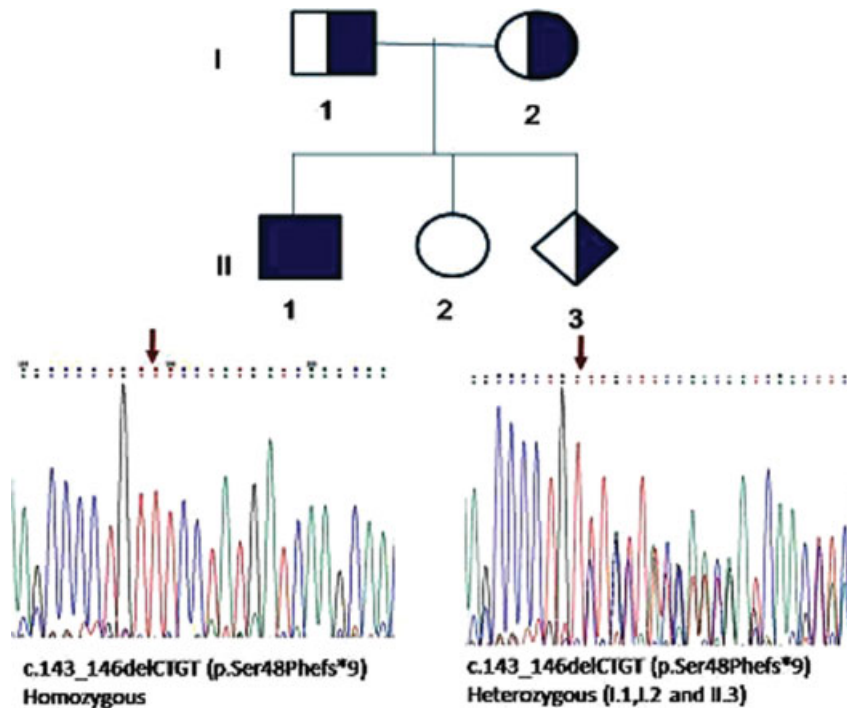 I
1 2
II
1 2 3
c.143_146delCTGT (p.Ser48Phefs*9)
Homozygous
c.143_146delCTGT (p.Ser48Phefs*9)
Heterozygous (I.1,I.2 and II.3)